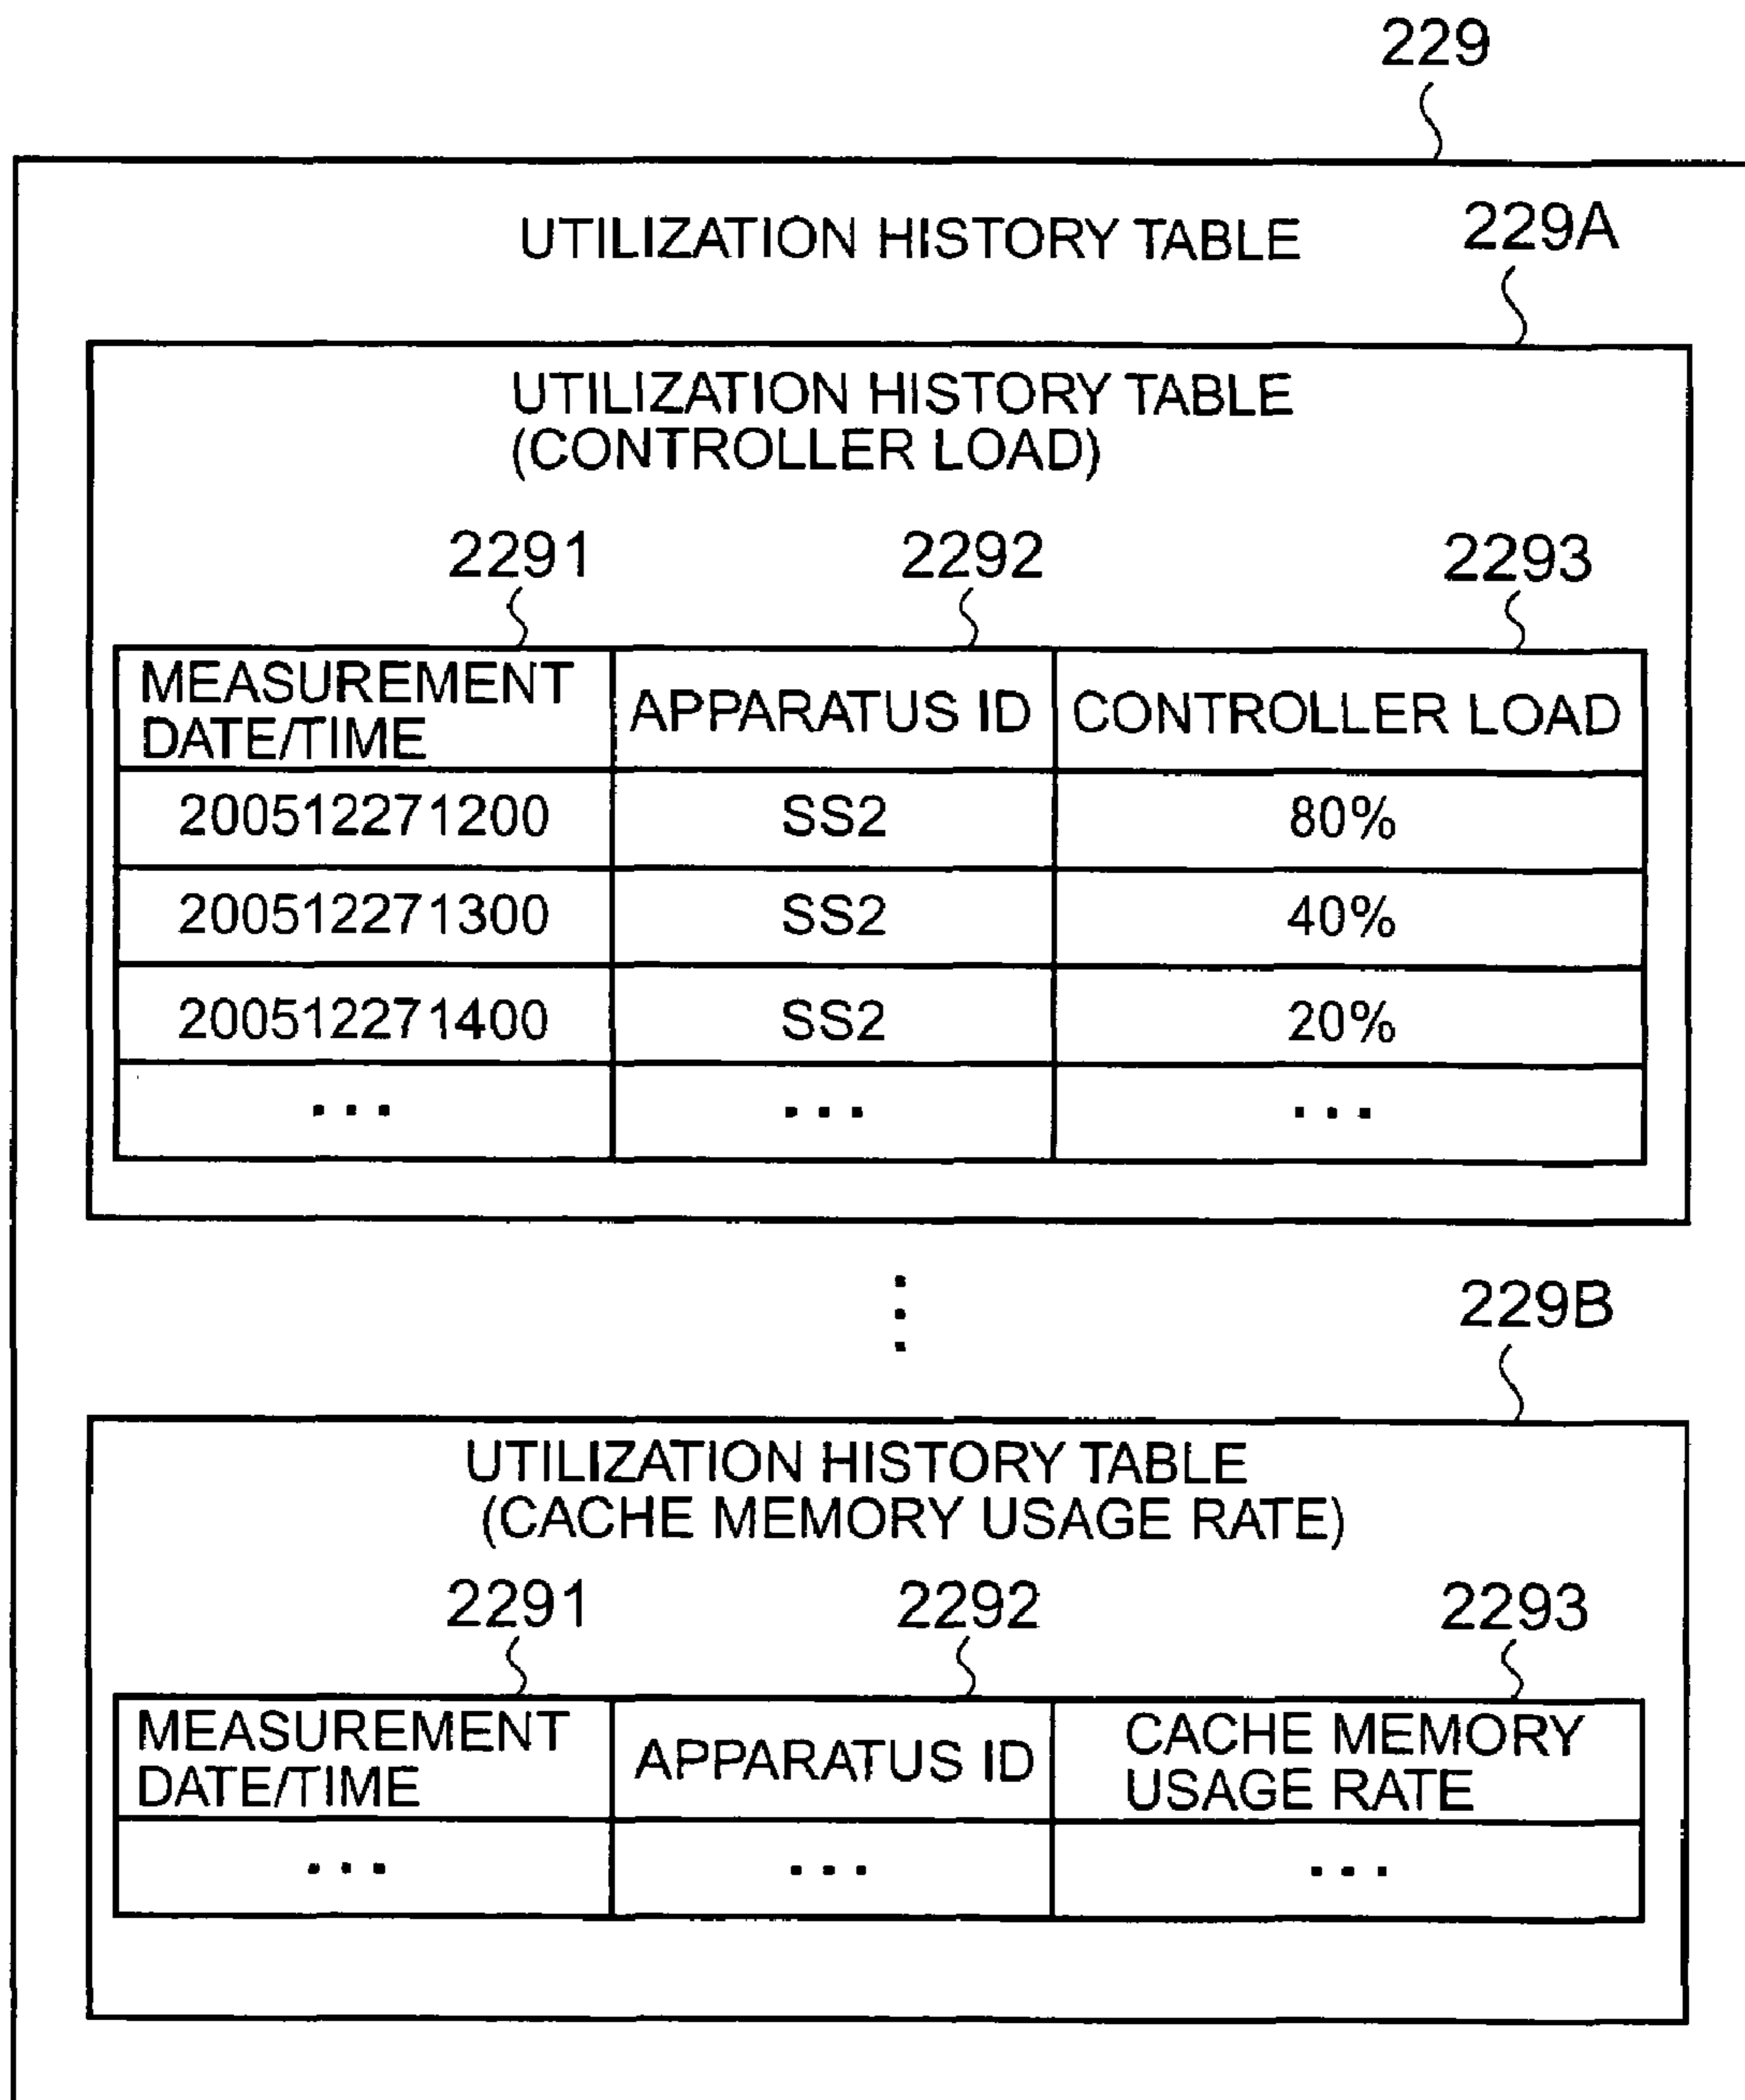 229
UTILIZATION HISTORY TABLE
229A
UTILIZATION HISTORY TABLE
(CONTROLLER LOAD)
2291 2292 2293
MEASUREMENT
DATE/TIME
APPARATUS ID
CONTROLLER LOAD
200512271200 SS2 80%
200512271300 SS2 40%
200512271400 SS2 20%
... ... ...
229B
UTILIZATION HISTORY TABLE
(CACHE MEMORY USAGE RATE)
2291 2292 2293
MEASUREMENT
DATE/TIME
APPARATUS ID
CACHE MEMORY
USAGE RATE
... ... ...